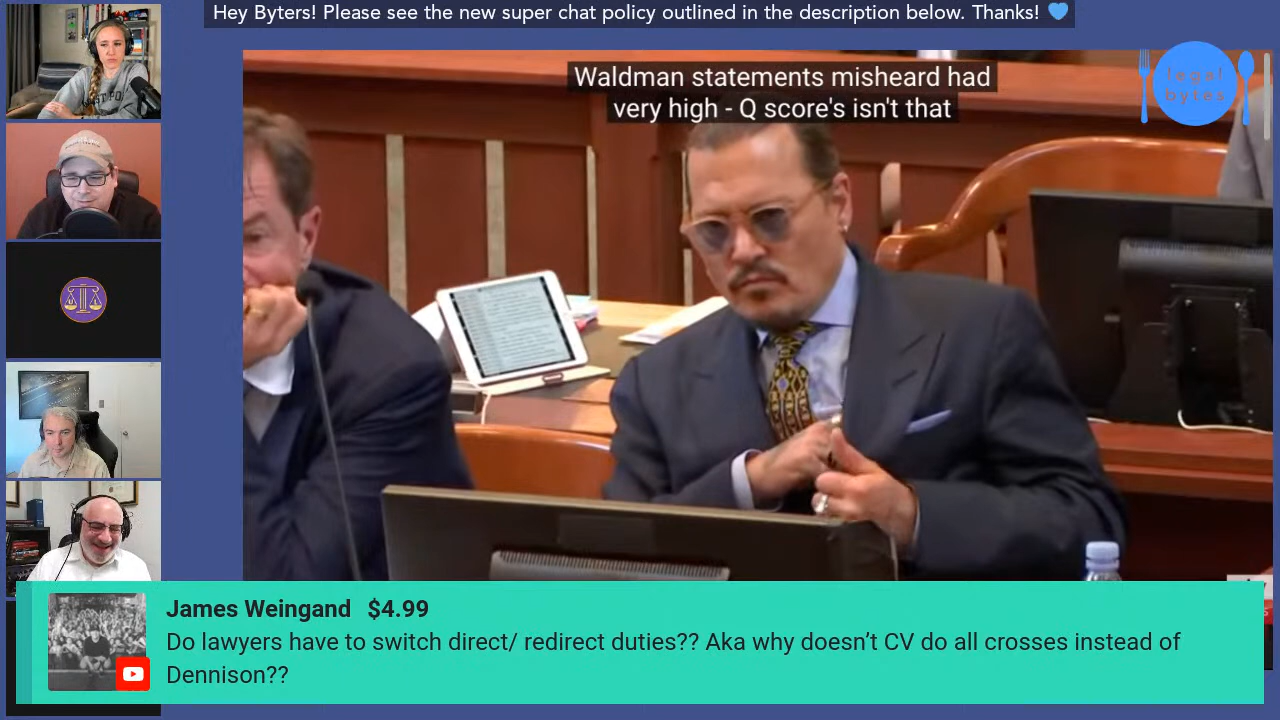 Hey Byters! Please see the new super chat policy outlined in the description below. Thanks! 💙
Waldman statements misheard had
very high - Q score's isn't that
legal
bytes
James Weingand $4.99
Do lawyers have to switch direct/ redirect duties?? Aka why doesn’t CV do all crosses instead of
Dennison??